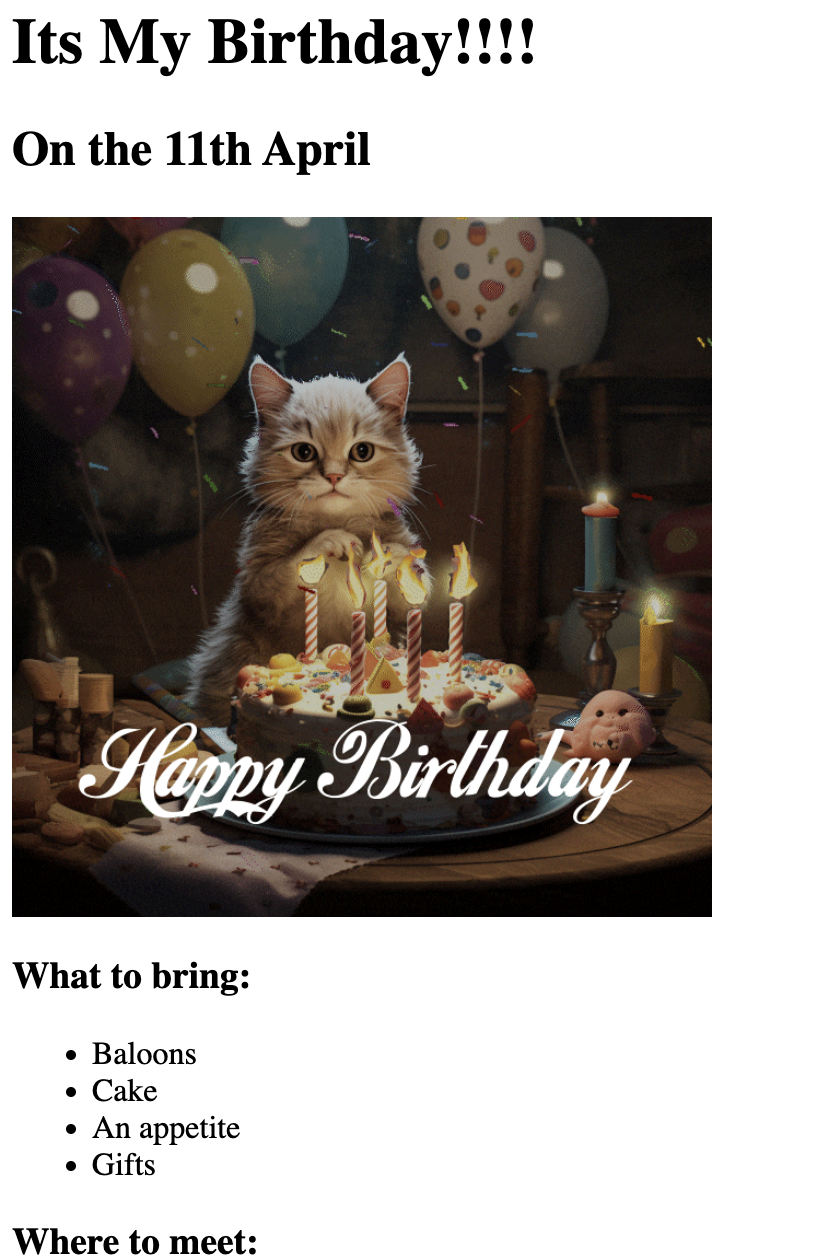 Its My Birthday!!!!
On the 11th April
Happy Birthday
What to bring:
Baloons
Cake
An appetite
Gifts
Where to meet: